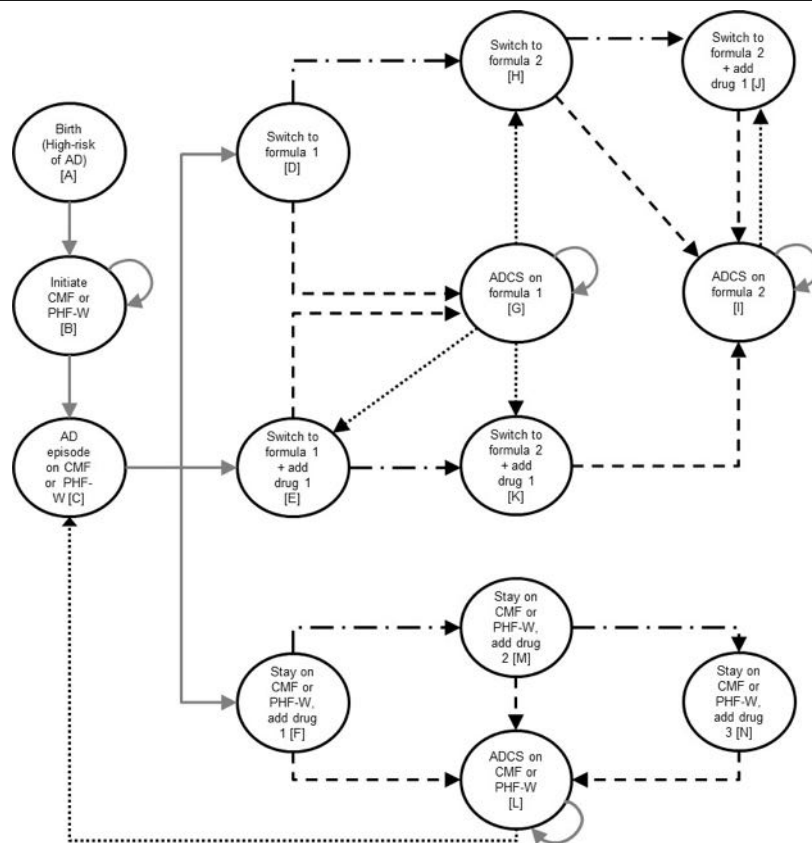 Birth
(High-risk
of AD)
[A]
Initiate
CMF or
PHF-W
[B]
AD
episode
on CMF
or PHF-
W [C]
Switch to
formula 1
[D]
Switch to
formula 1
+ add
drug 1
[E]
Stay on
CMF or
PHF-W,
add drug
1 [F]
Switch to
formula 2
[H]
ADCS on
formula 1
[G]
Switch to
formula 2
+ add
drug 1
[K]
Stay on
CMF or
PHF-W,
add drug
2 [M]
ADCS on
CMF or
PHF-W
[L]
Switch to
formula 2
+ add
drug 1 [J]
ADCS on
formula 2
[I]
Stay on
CMF or
PHF-W,
add drug
3 [N]